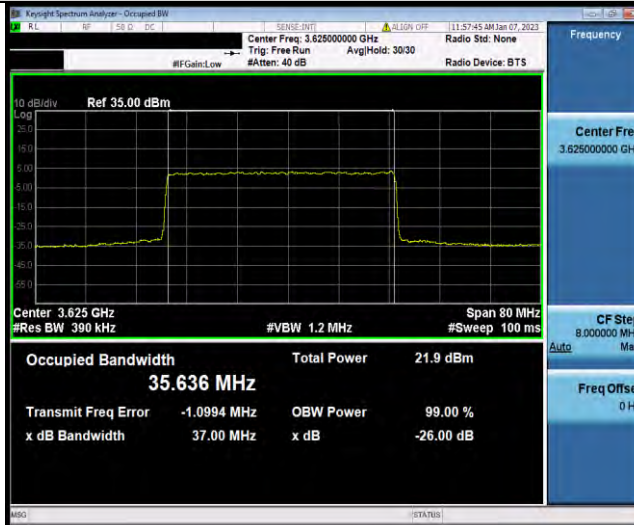 Keysight Spectrum Analyzer - Occupied BW
RL RF 50 Ω DC SENSE:INT ALIGN OFF 11:57:45 AM Jan 07, 2023
Center Freq: 3.625000000 GHz Radio Std: None
Trig: Free Run Avg|Hold: 30/30
#IFGain:Low #Atten: 40 dB Radio Device: BTS
Frequency
10 dB/div Ref 35.00 dBm
Log
25.0
15.0
5.00
-5.00
-15.0
-25.0
-35.0
-45.0
-55.0
Center 3.625 GHz Span 80 MHz
#Res BW 390 kHz #VBW 1.2 MHz #Sweep 100 ms
Center Fre
3.625000000 GH
CF Ste
8.000000 MH
Auto Ma
Freq Offse
0 H
Occupied Bandwidth Total Power 21.9 dBm
35.636 MHz
Transmit Freq Error -1.0994 MHz OBW Power 99.00 %
x dB Bandwidth 37.00 MHz x dB -26.00 dB
MSG STATUS